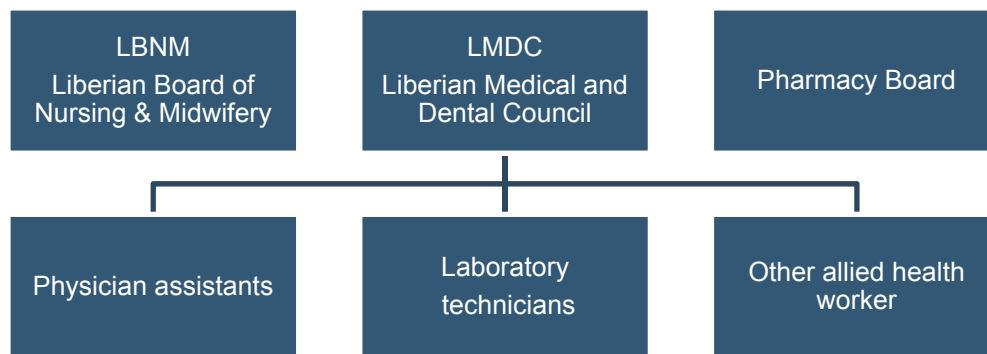 LBNM
Liberian Board of
Nursing & Midwifery
LMDC
Liberian Medical and
Dental Council
Pharmacy Board
Physician assistants
Laboratory
technicians
Other allied health
worker